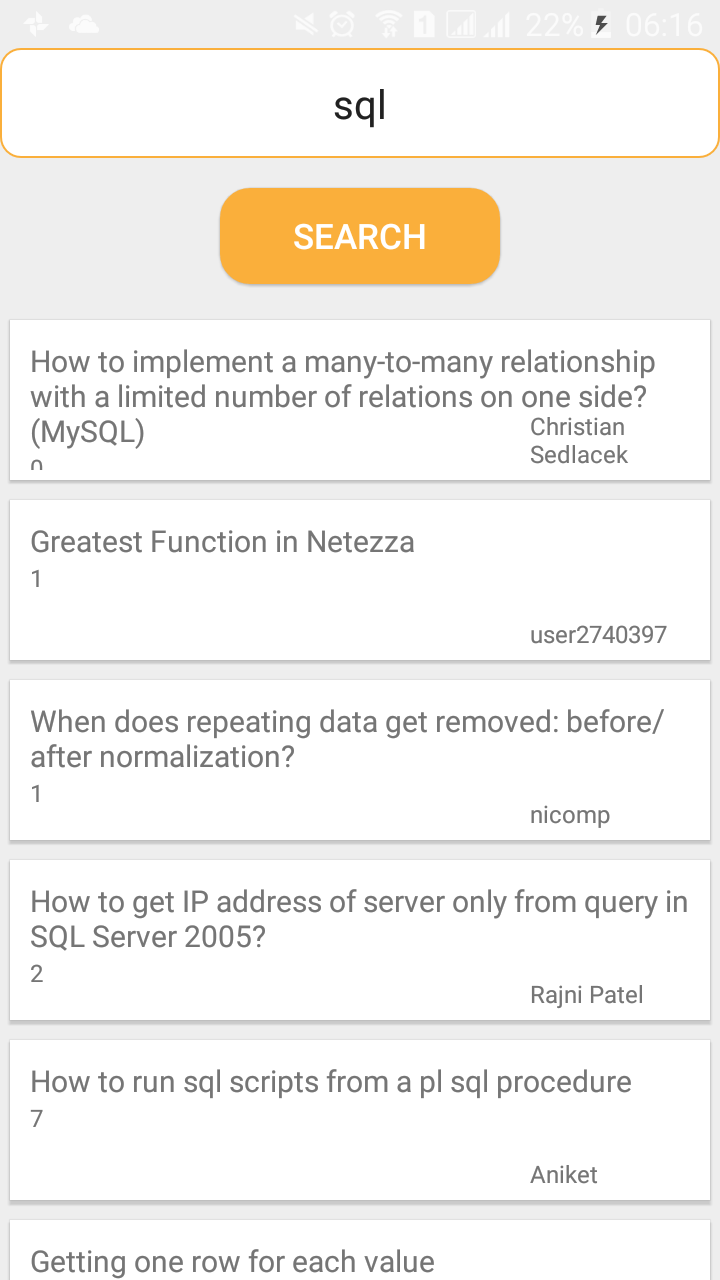 1 22% 06:16
sql
SEARCH
How to implement a many-to-many relationship
with a limited number of relations on one side?
(MySQL)
Christian
Sedlacek
0
Greatest Function in Netezza
1
user2740397
When does repeating data get removed: before/
after normalization?
1
nicomp
How to get IP address of server only from query in
SQL Server 2005?
2
Rajni Patel
How to run sql scripts from a pl sql procedure
7
Aniket
Getting one row for each value